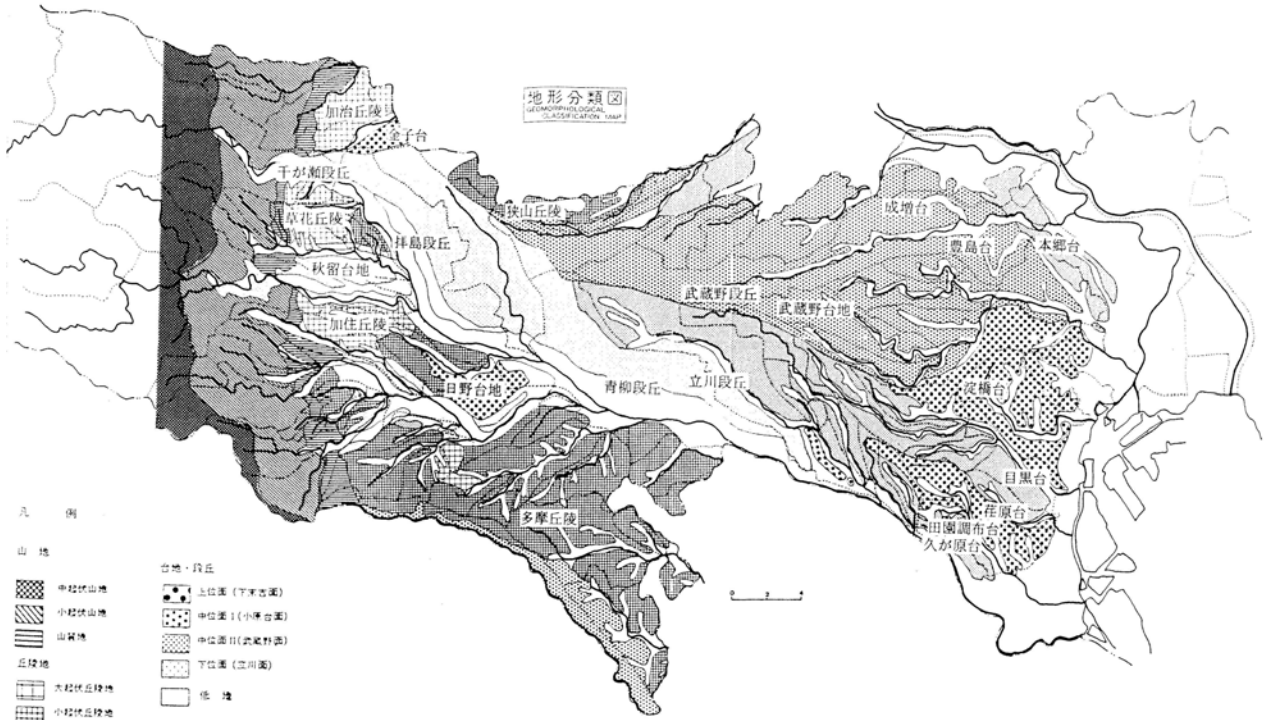 地形分類図
GEOMORPHOLOGICAL
CLASSIFICATION MAP
加治丘陵
金子台
千が瀬段丘
草花丘陵
狭山丘陵
拝島段丘
秋留台地
加住丘陵
日野台地
青柳段丘
立川段丘
武蔵野段丘
武蔵野台地
成増台
豊島台
本郷台
淀橋台
目黒台
荏原台
田園調布台
久が原台
多摩丘陵
0 2 4
凡例
山地
中起伏山地
小起伏山地
山麓地
丘陵地
大起伏丘陵地
小起伏丘陵地
台地・段丘
上位面(下末吉面)
中位面I(小原台面)
中位面II(武蔵野面)
下位面(立川面)
低地